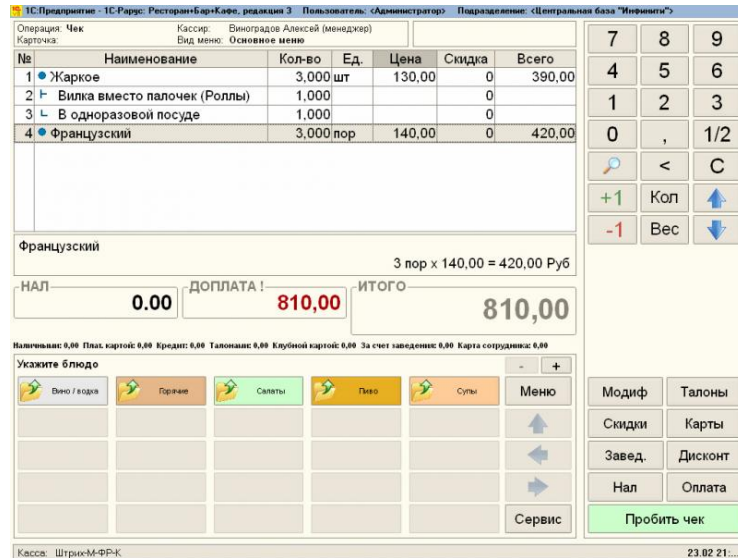 1С:Предприятие - 1С-Рарус: Ресторан+Бар+Кафе, редакция 3 Пользователь: <Администратор> Подразделение: <Центральная база "Инфинити">
Операция: Чек Кассир: Виноградов Алексей (менеджер)
Карточка: Вид меню: Основное меню
№ Наименование Кол-во Ед. Цена Скидка Всего
1 Жаркое 3,000 шт 130,00 0 390,00
2 Вилка вместо палочек (Роллы) 1,000 0
3 В одноразовой посуде 1,000 0
4 Французский 3,000 пор 140,00 0 420,00
Французский
3 пор x 140,00 = 420,00 Руб
НАЛ ДОПЛАТА ! ИТОГО
0.00 810,00 810,00
Наличными: 0,00 Плат. картой: 0,00 Кредит: 0,00 Талонами: 0,00 Клубной картой: 0,00 За счет заведения: 0,00 Карта сотрудника: 0,00
Укажите блюдо - +
Вино / водка Горячие Салаты Пиво Супы Меню
Сервис
7 8 9
4 5 6
1 2 3
0 , 1/2
< C
+1 Кол
-1 Вес
Модиф Талоны
Скидки Карты
Завед. Дисконт
Нал Оплата
Пробить чек
Касса: Штрих-М-ФР-К 23.02 21:...